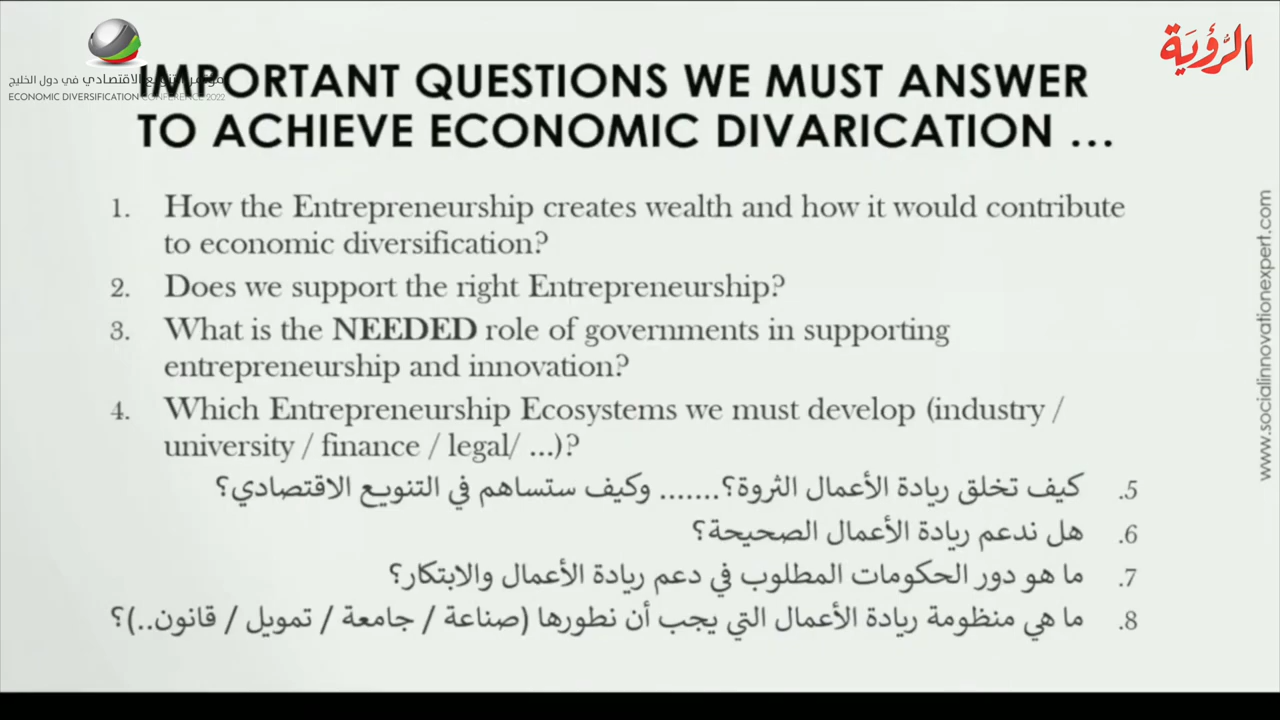 الرؤية
مؤتمر التنويع الاقتصادي في دول الخليج
ECONOMIC DIVERSIFICATION CONFERENCE 2022
IMPORTANT QUESTIONS WE MUST ANSWER
TO ACHIEVE ECONOMIC DIVARICATION ...
1. How the Entrepreneurship creates wealth and how it would contribute
to economic diversification?
2. Does we support the right Entrepreneurship?
3. What is the NEEDED role of governments in supporting
entrepreneurship and innovation?
4. Which Entrepreneurship Ecosystems we must develop (industry /
university / finance / legal/ ...)?
5. كيف تخلق ريادة الأعمال الثروة؟....... وكيف ستساهم في التنويع الاقتصادي؟
6. هل ندعم ريادة الأعمال الصحيحة؟
7. ما هو دور الحكومات المطلوب في دعم ريادة الأعمال والابتكار؟
8. ما هي منظومة ريادة الأعمال التي يجب أن نطورها (صناعة / جامعة / تمويل / قانون..)؟
www.socialinnovationexpert.com